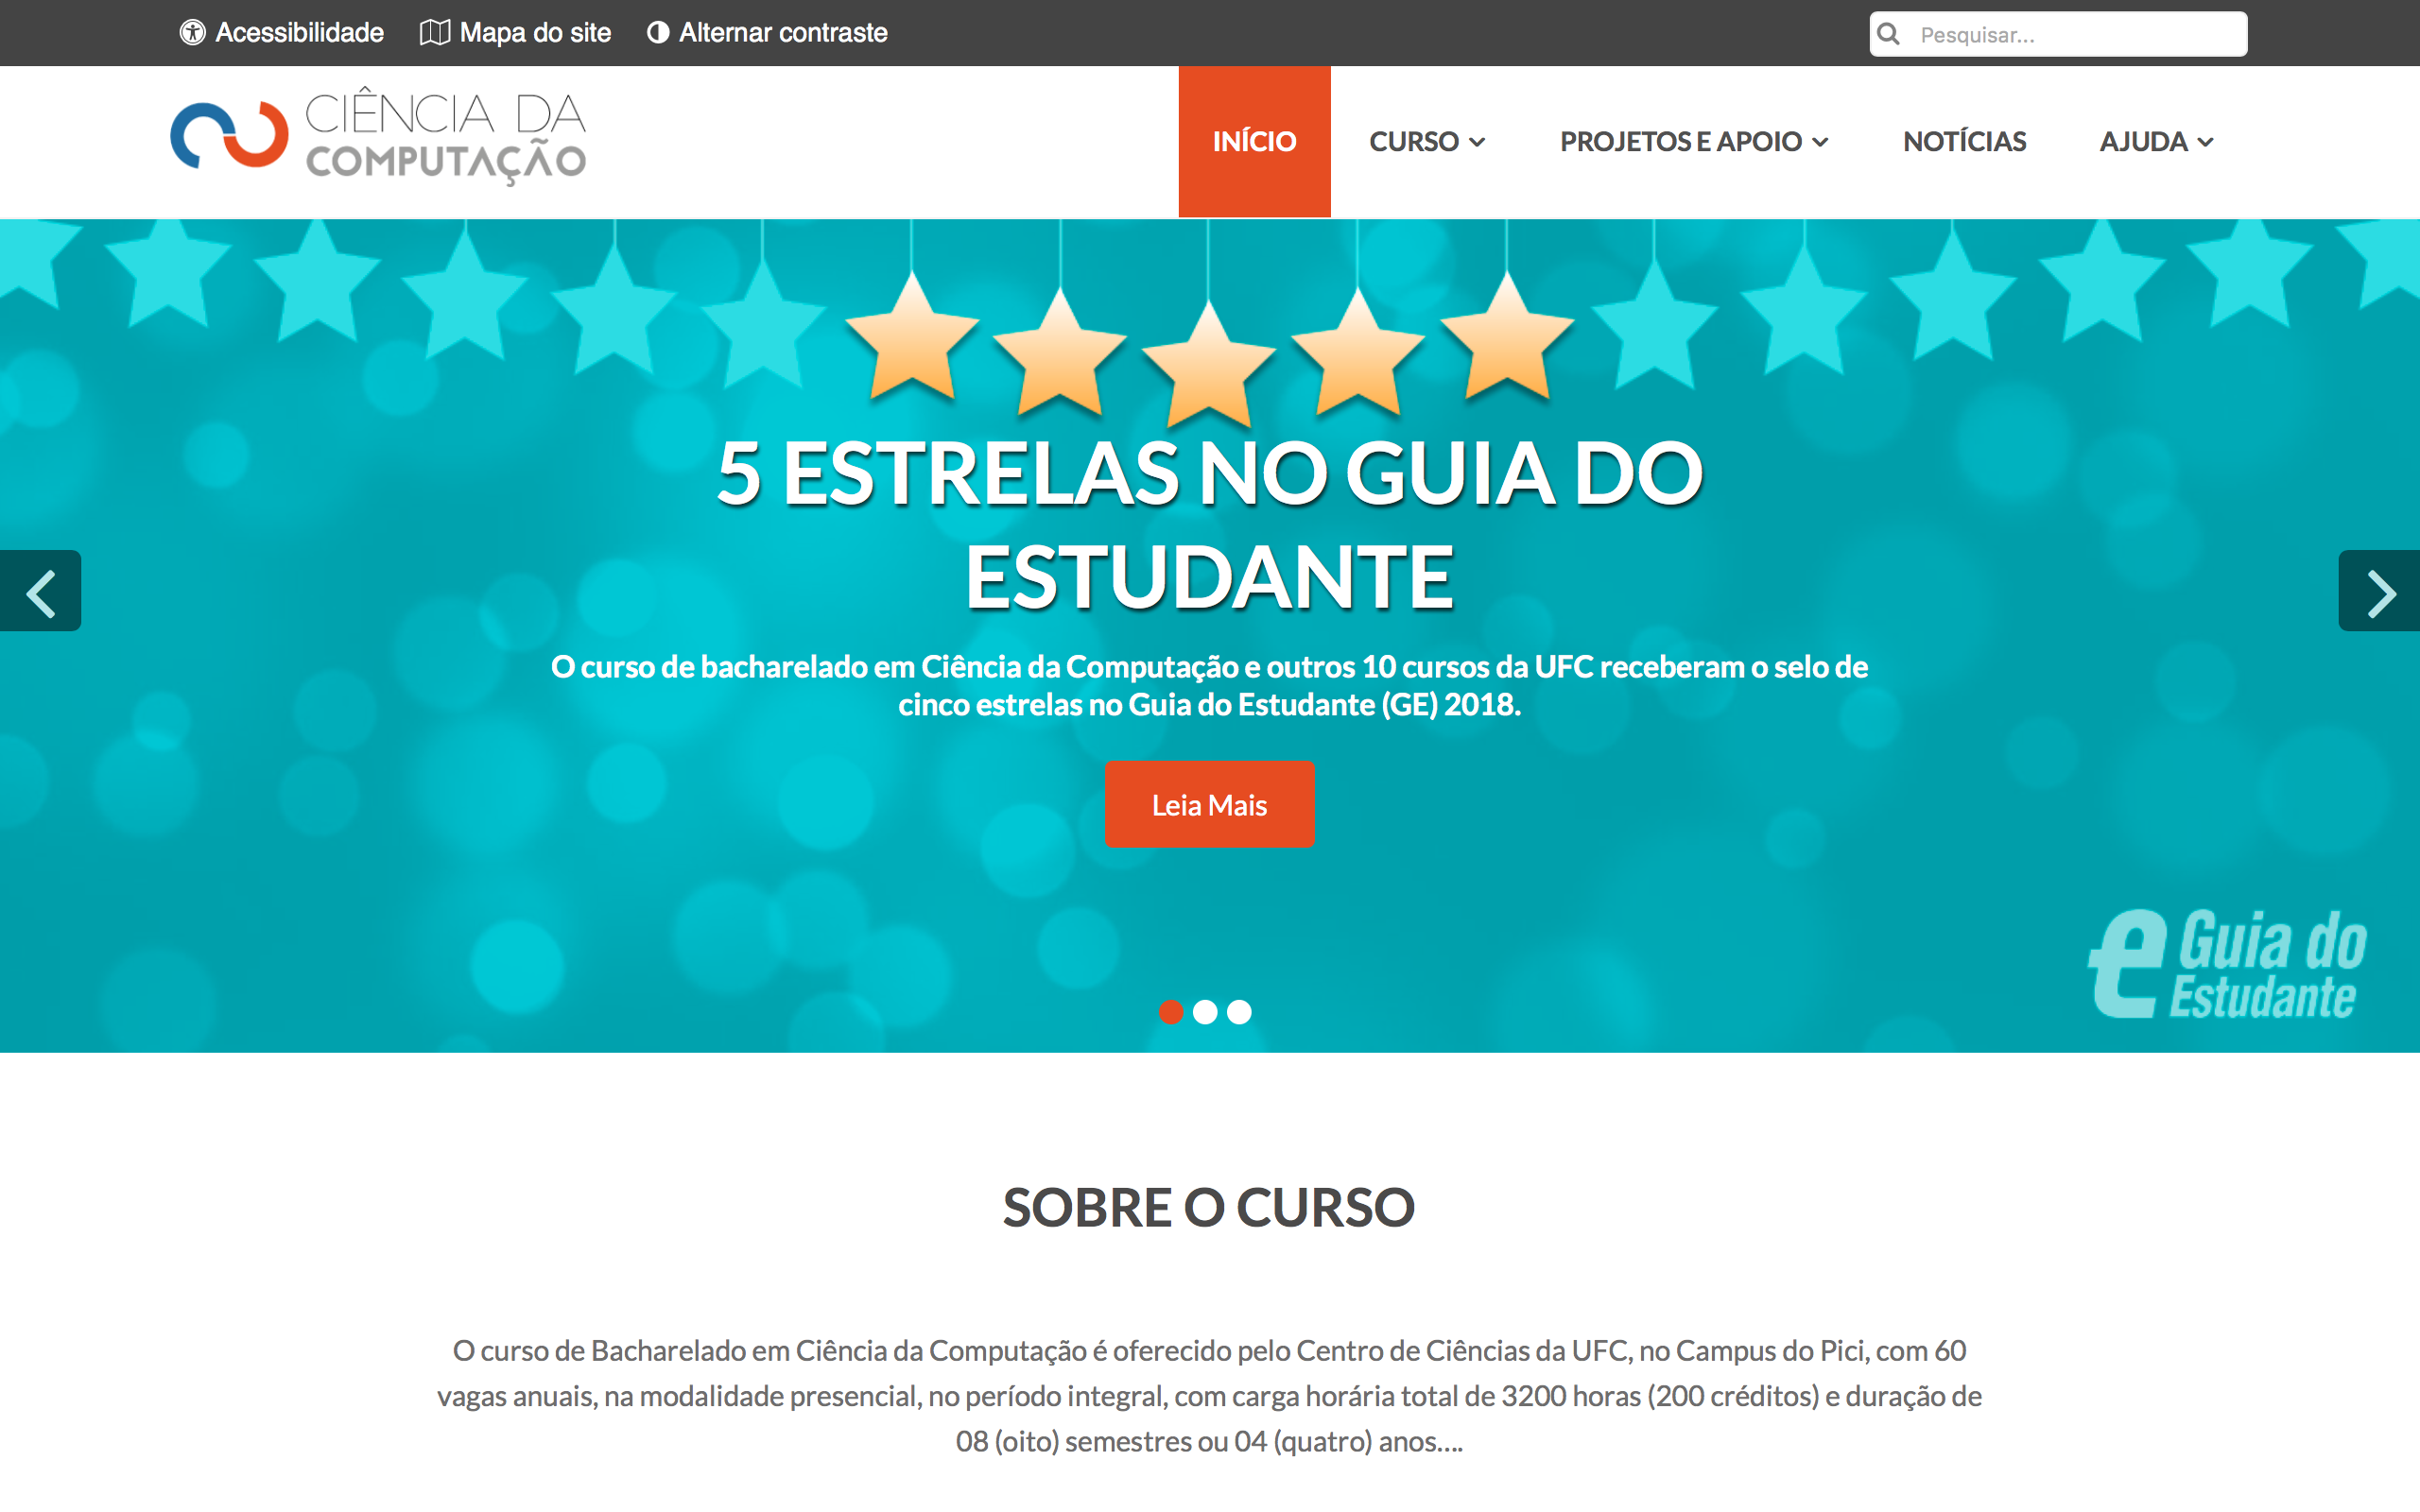 Acessibilidade Mapa do site Alternar contraste Pesquisar...
CIÊNCIA DA
COMPUTAÇÃO
INÍCIO CURSO PROJETOS E APOIO NOTÍCIAS AJUDA
5 ESTRELAS NO GUIA DO
ESTUDANTE
O curso de bacharelado em Ciência da Computação e outros 10 cursos da UFC receberam o selo de
cinco estrelas no Guia do Estudante (GE) 2018.
Leia Mais
e Guia do
Estudante
SOBRE O CURSO
O curso de Bacharelado em Ciência da Computação é oferecido pelo Centro de Ciências da UFC, no Campus do Pici, com 60
vagas anuais, na modalidade presencial, no período integral, com carga horária total de 3200 horas (200 créditos) e duração de
08 (oito) semestres ou 04 (quatro) anos....